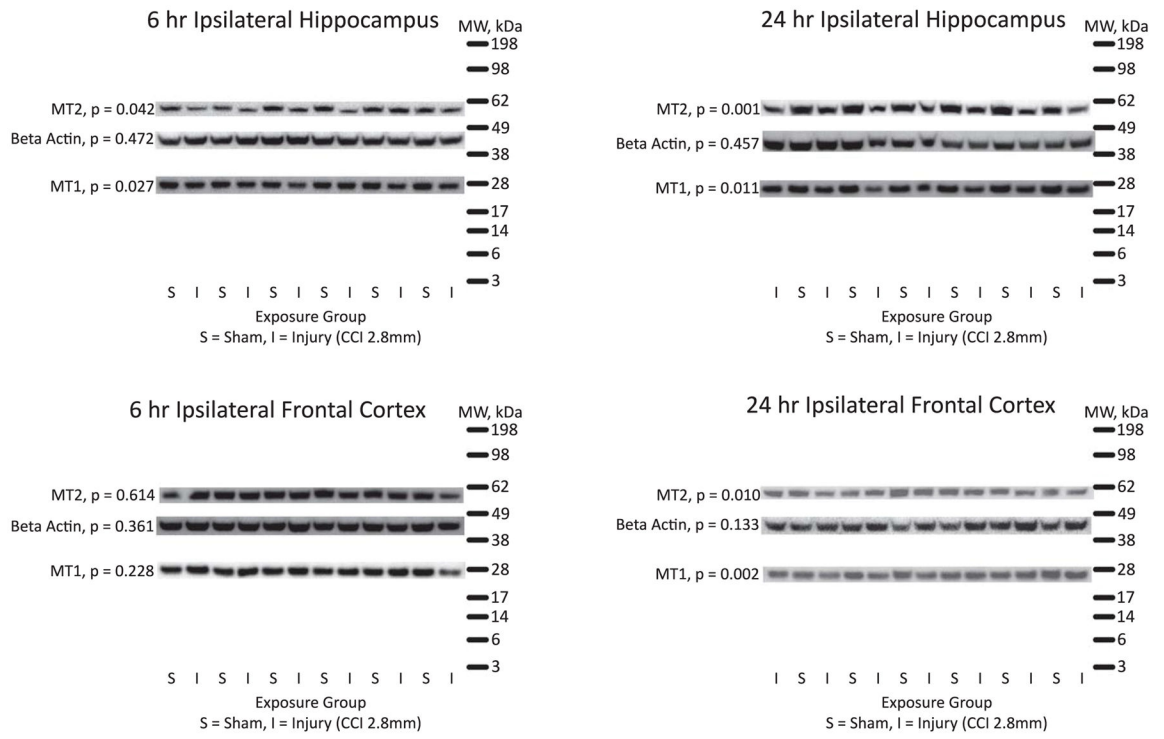 6 hr Ipsilateral Hippocampus
MW, kDa
198
98
MT2, p = 0.042
62
49
Beta Actin, p = 0.472
38
MT1, p = 0.027
28
17
14
6
3
S I S I S I S I S I S I
Exposure Group
S = Sham, I = Injury (CCI 2.8mm)
24 hr Ipsilateral Hippocampus
MW, kDa
198
98
MT2, p = 0.001
62
49
Beta Actin, p = 0.457
38
MT1, p = 0.011
28
17
14
6
3
I S I S I S I S I S I S I
Exposure Group
S = Sham, I = Injury (CCI 2.8mm)
6 hr Ipsilateral Frontal Cortex
MW, kDa
198
98
MT2, p = 0.614
62
49
Beta Actin, p = 0.361
38
MT1, p = 0.228
28
17
14
6
3
S I S I S I S I S I S I
Exposure Group
S = Sham, I = Injury (CCI 2.8mm)
24 hr Ipsilateral Frontal Cortex
MW, kDa
198
98
MT2, p = 0.010
62
49
Beta Actin, p = 0.133
38
MT1, p = 0.002
28
17
14
6
3
I S I S I S I S I S I S I
Exposure Group
S = Sham, I = Injury (CCI 2.8mm)